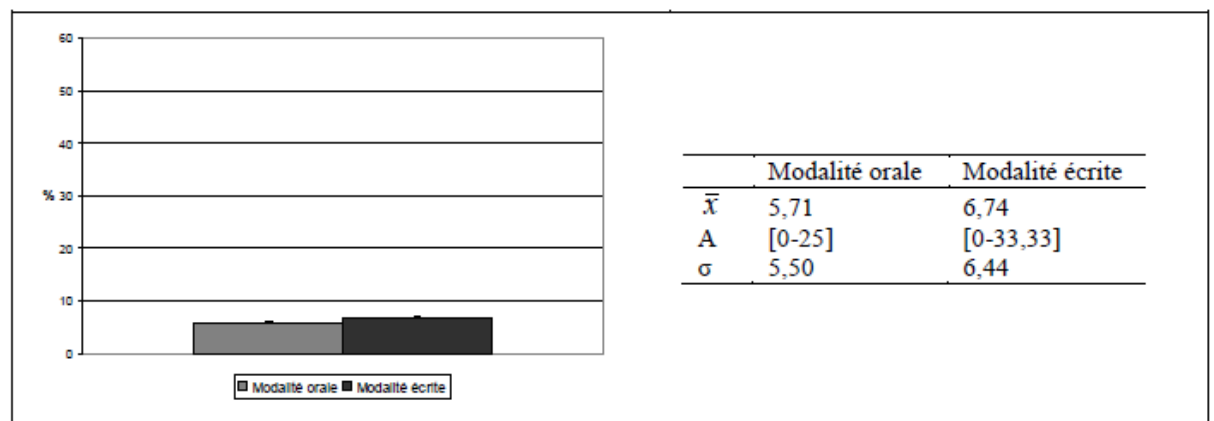 60
50
40
% 30
20
10
0
Modalité orale Modalité écrite
Modalité orale Modalité écrite
x̄ 5,71 6,74
A [0-25] [0-33,33]
σ 5,50 6,44